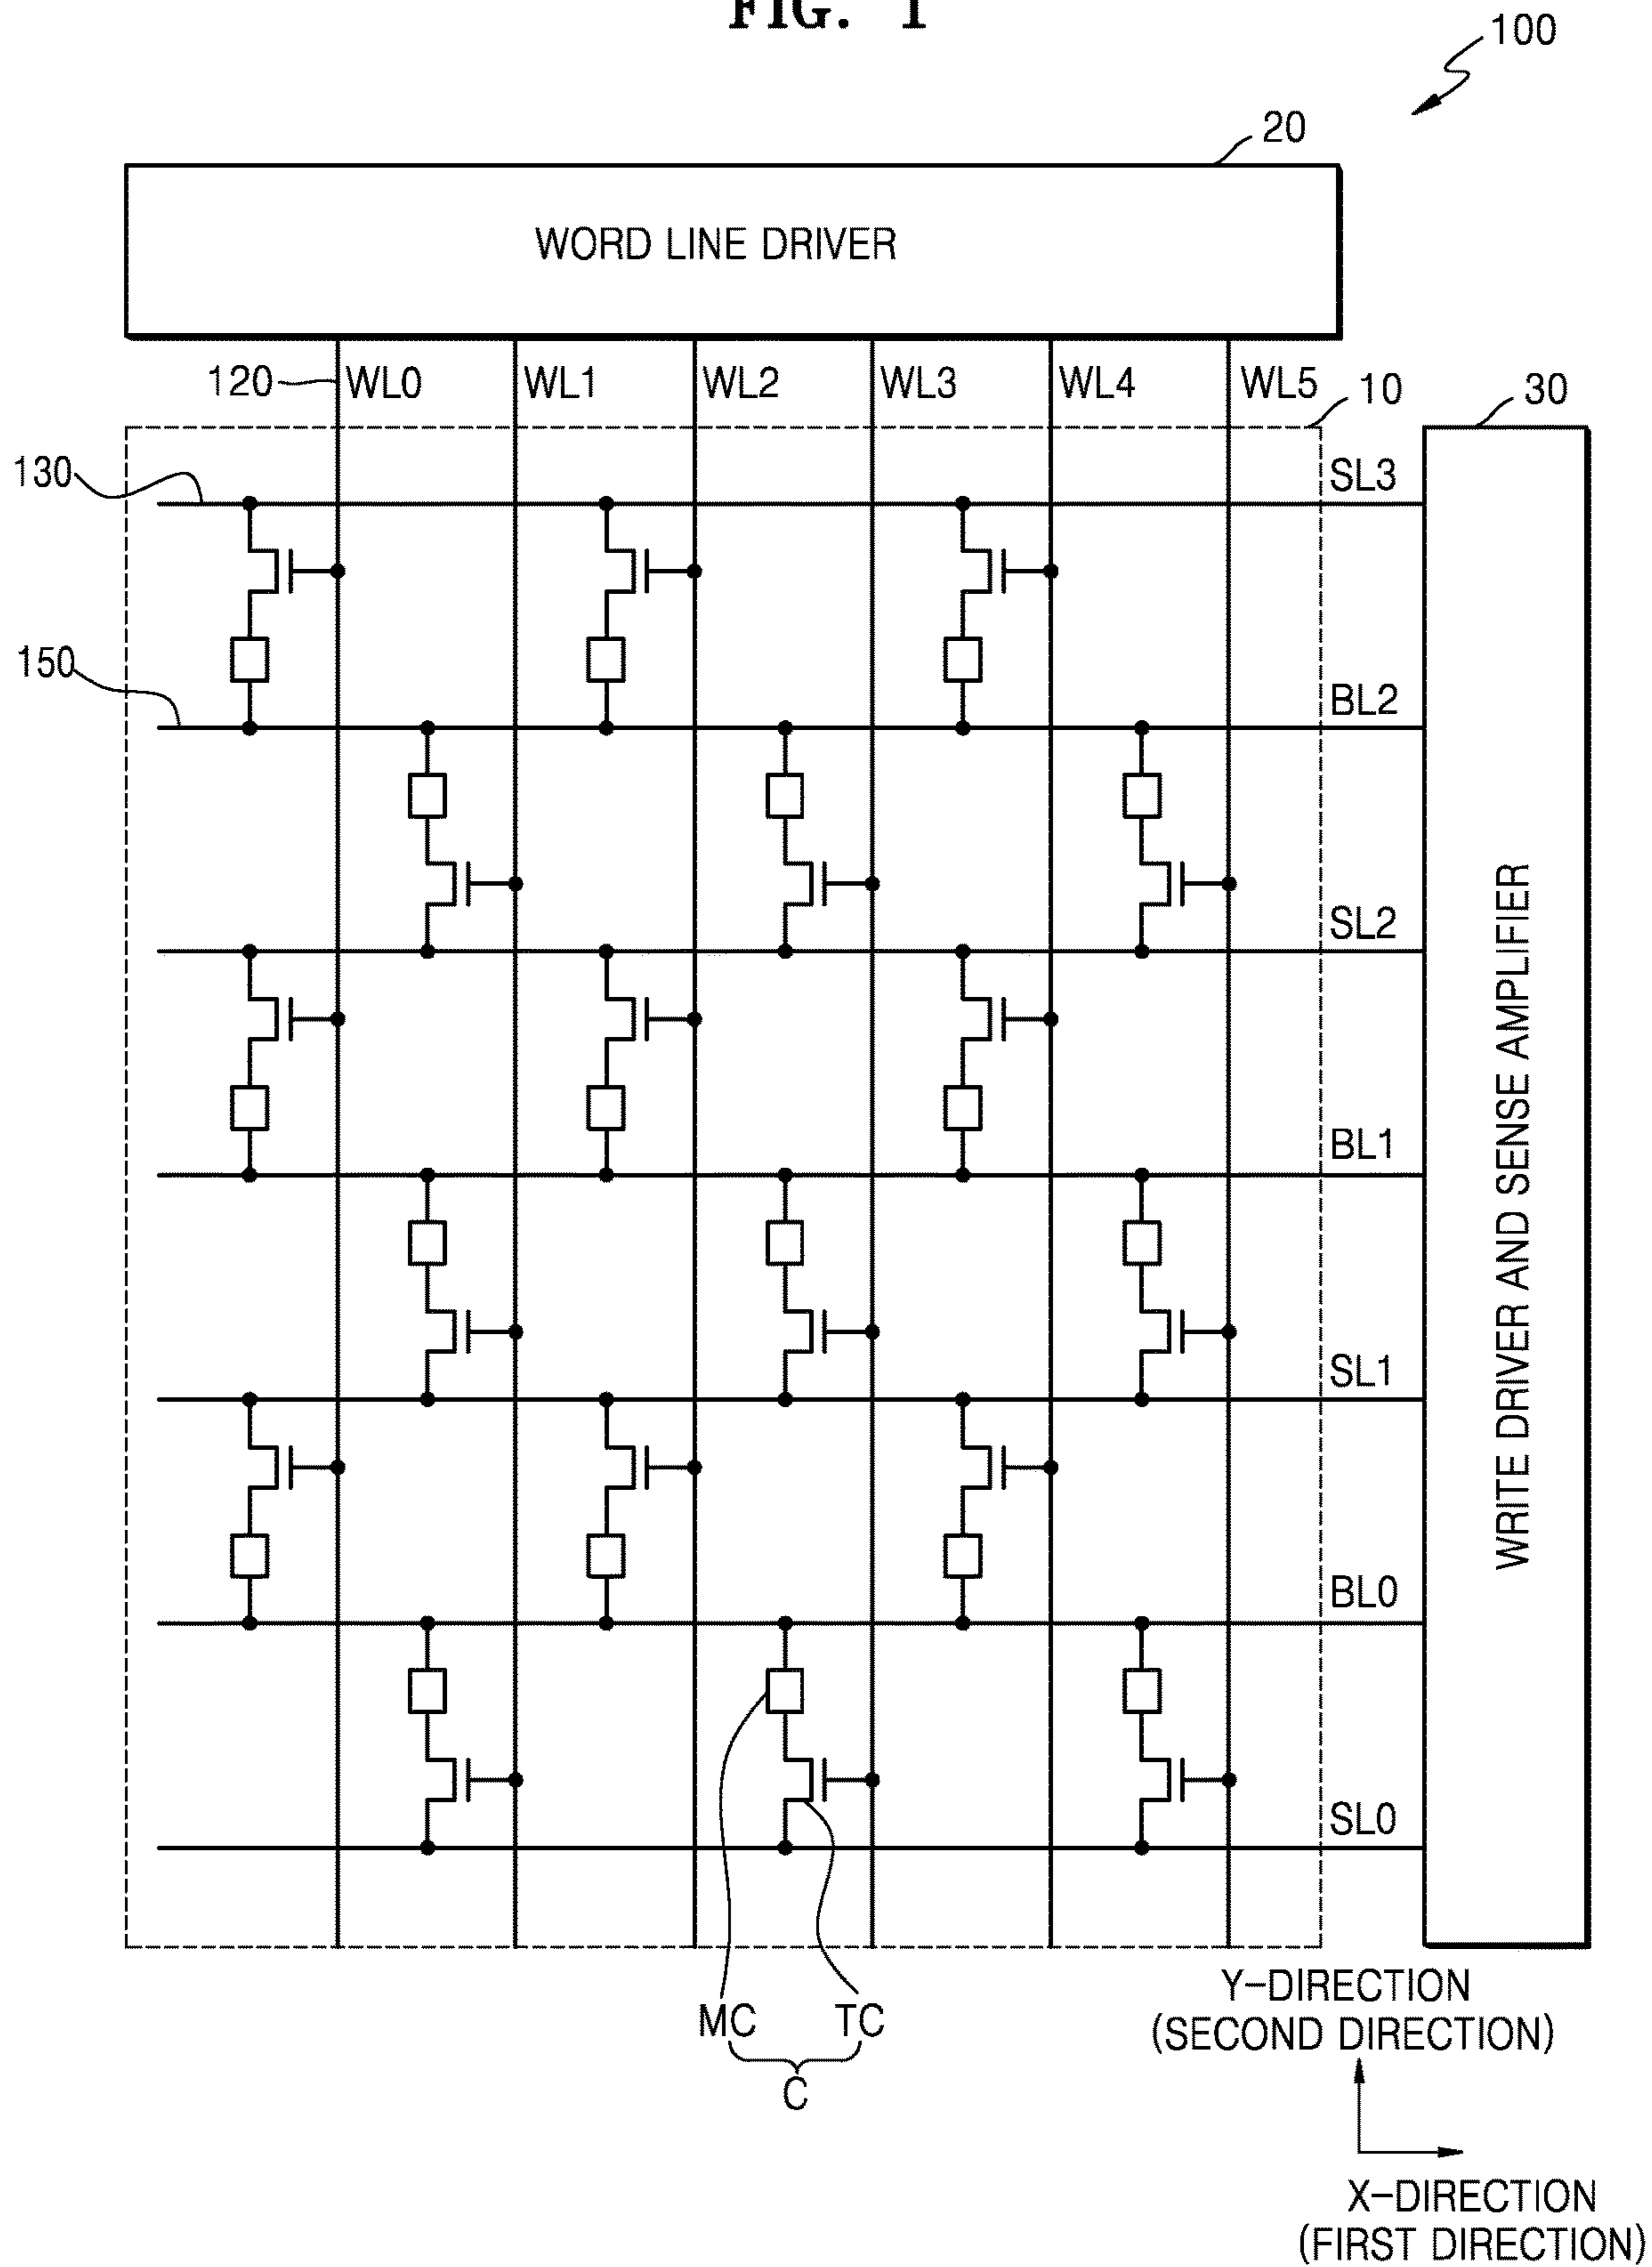 FIG. 1
100
20
WORD LINE DRIVER
120
WL0
WL1
WL2
WL3
WL4
WL5
10
30
130
SL3
150
BL2
SL2
BL1
SL1
BL0
SL0
WRITE DRIVER AND SENSE AMPLIFIER
MC
TC
C
Y-DIRECTION
(SECOND DIRECTION)
X-DIRECTION
(FIRST DIRECTION)